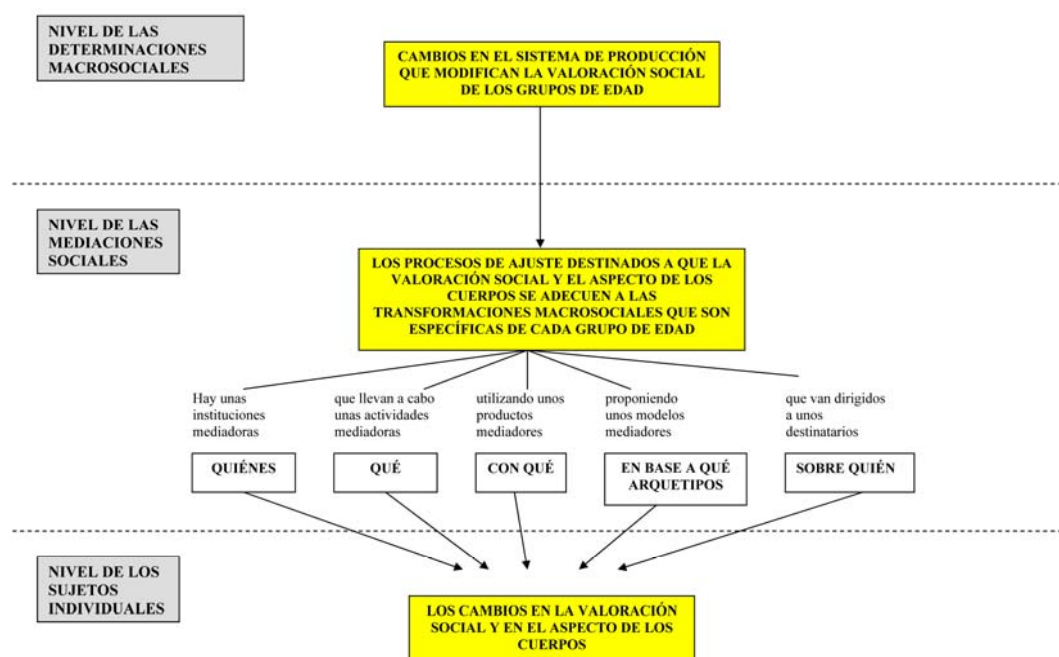 NIVEL DE LAS
DETERMINACIONES
MACROSOCIALES
CAMBIOS EN EL SISTEMA DE PRODUCCIÓN
QUE MODIFICAN LA VALORACIÓN SOCIAL
DE LOS GRUPOS DE EDAD
NIVEL DE LAS
MEDIACIONES
SOCIALES
LOS PROCESOS DE AJUSTE DESTINADOS A QUE LA
VALORACIÓN SOCIAL Y EL ASPECTO DE LOS
CUERPOS SE ADECUEN A LAS
TRANSFORMACIONES MACROSOCIALES QUE SON
ESPECÍFICAS DE CADA GRUPO DE EDAD
Hay unas
instituciones
mediadoras
que llevan a cabo
unas actividades
mediadoras
utilizando unos
productos
mediadores
proponiendo
unos modelos
mediadores
que van dirigidos
a unos
destinatarios
QUIÉNES
QUÉ
CON QUÉ
EN BASE A QUÉ
ARQUETIPOS
SOBRE QUIÉN
NIVEL DE LOS
SUJETOS
INDIVIDUALES
LOS CAMBIOS EN LA VALORACIÓN
SOCIAL Y EN EL ASPECTO DE LOS
CUERPOS